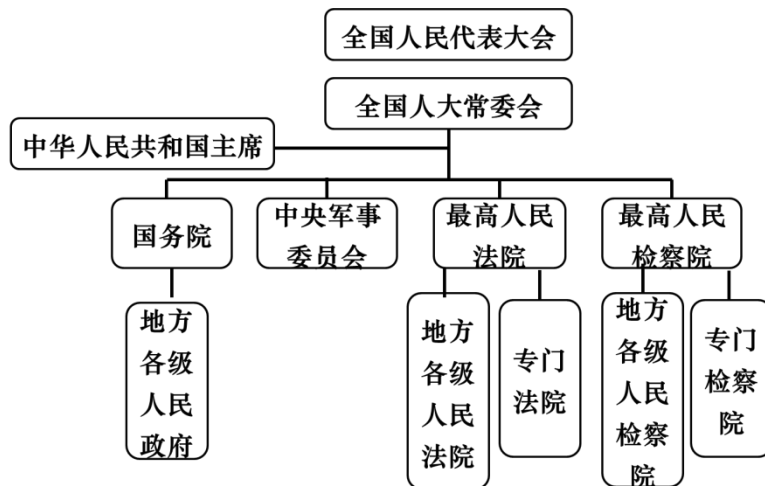 全国人民代表大会
全国人大常委会
中华人民共和国主席
国务院
中央军事
委员会
最高人民
法院
最高人民
检察院
地方
各级
人民
政府
地方
各级
人民
法院
专门
法院
地方
各级
人民
检察
院
专门
检察
院